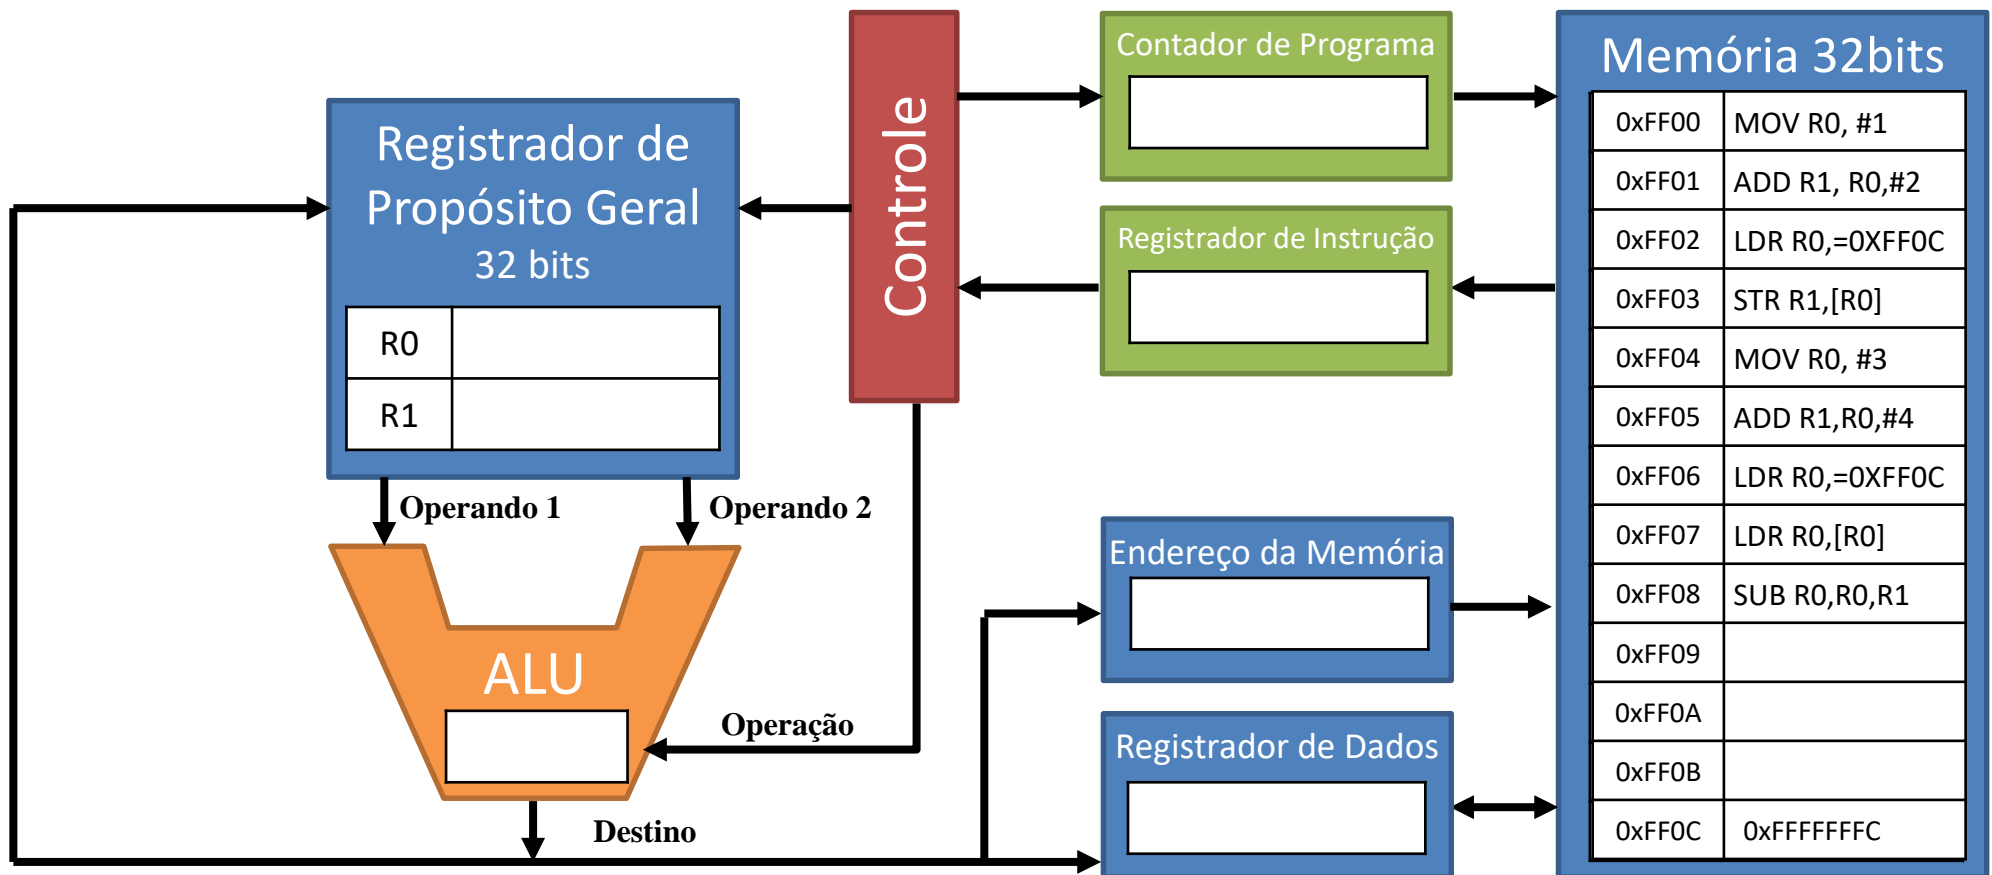 Registrador de
Propósito Geral
32 bits
R0
R1
Operando 1
Operando 2
ALU
Operação
Destino
Controle
Contador de Programa
Registrador de Instrução
Endereço da Memória
Registrador de Dados
Memória 32bits
0xFF00 MOV R0, #1
0xFF01 ADD R1, R0,#2
0xFF02 LDR R0,=0XFF0C
0xFF03 STR R1,[R0]
0xFF04 MOV R0, #3
0xFF05 ADD R1,R0,#4
0xFF06 LDR R0,=0XFF0C
0xFF07 LDR R0,[R0]
0xFF08 SUB R0,R0,R1
0xFF09
0xFF0A
0xFF0B
0xFF0C 0xFFFFFFFC